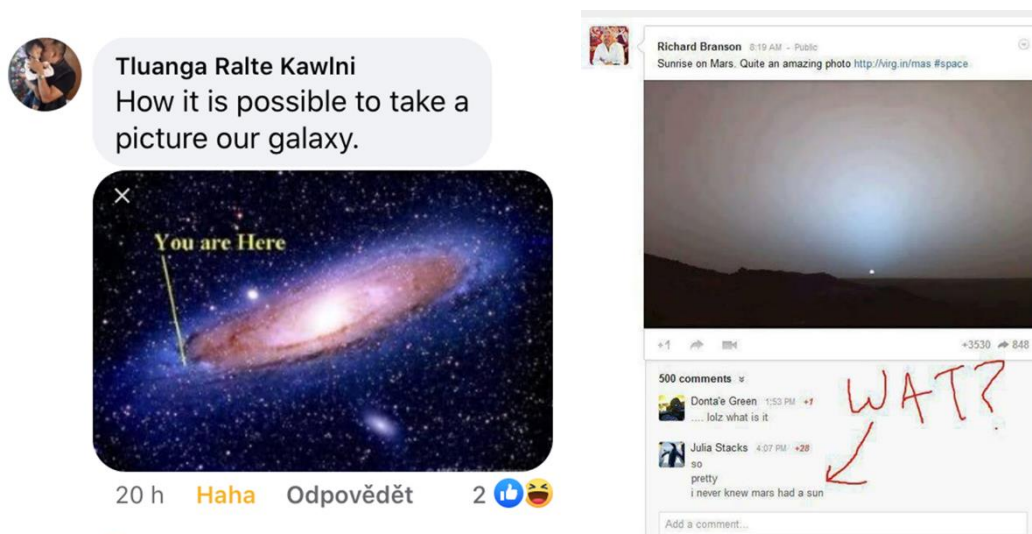 Tluanga Ralte Kawlni
How it is possible to take a
picture our galaxy.
You are Here
20 h Haha Odpovědět 2
Richard Branson 8:19 AM - Public
Sunrise on Mars. Quite an amazing photo http://virg.in/mas #space
+1 +3530 848
500 comments
Donta'e Green 1:53 PM +1
.... lolz what is it
WAT?
Julia Stacks 4:07 PM +28
so
pretty
i never knew mars had a sun
Add a comment...